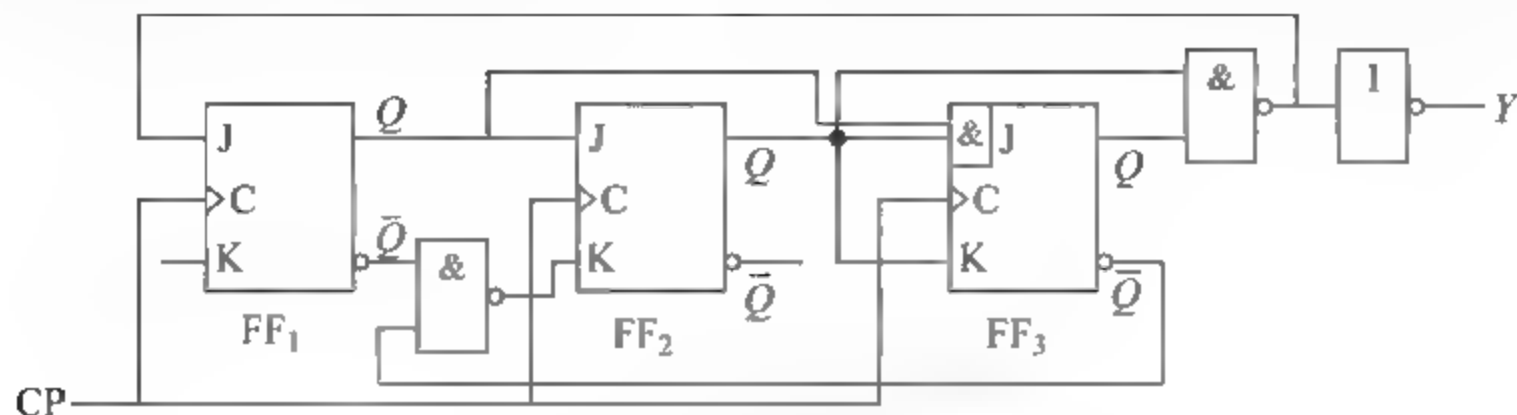 & 1
Y
Q Q Q
J J & J
C C C
Q̅ & K K K
Q̅ Q̅
FF₁ FF₂ FF₃
CP